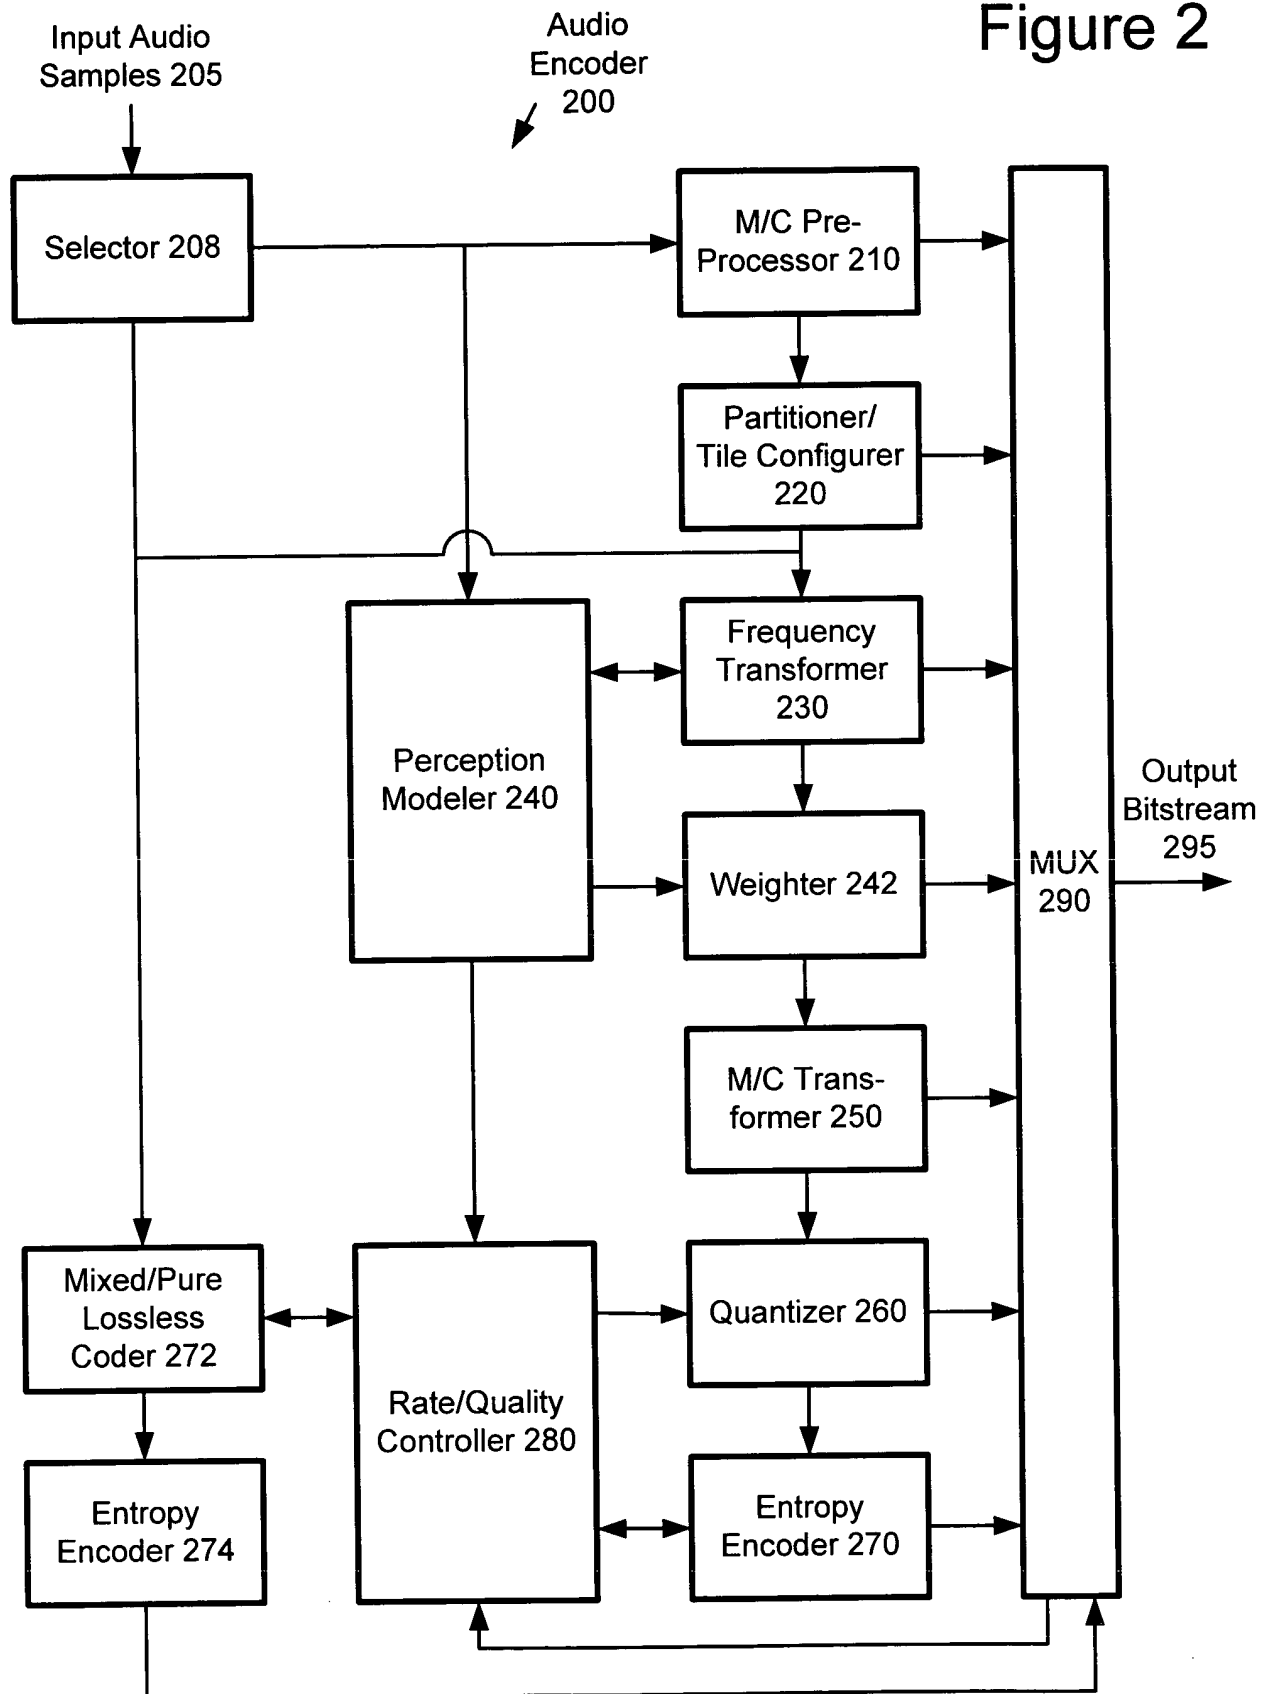 Figure 2
Input Audio
Samples 205
Audio
Encoder
200
Selector 208
M/C Pre-
Processor 210
Partitioner/
Tile Configurer
220
Frequency
Transformer
230
Perception
Modeler 240
Output
Bitstream
295
MUX
290
Weighter 242
M/C Trans-
former 250
Mixed/Pure
Lossless
Coder 272
Quantizer 260
Rate/Quality
Controller 280
Entropy
Encoder 274
Entropy
Encoder 270